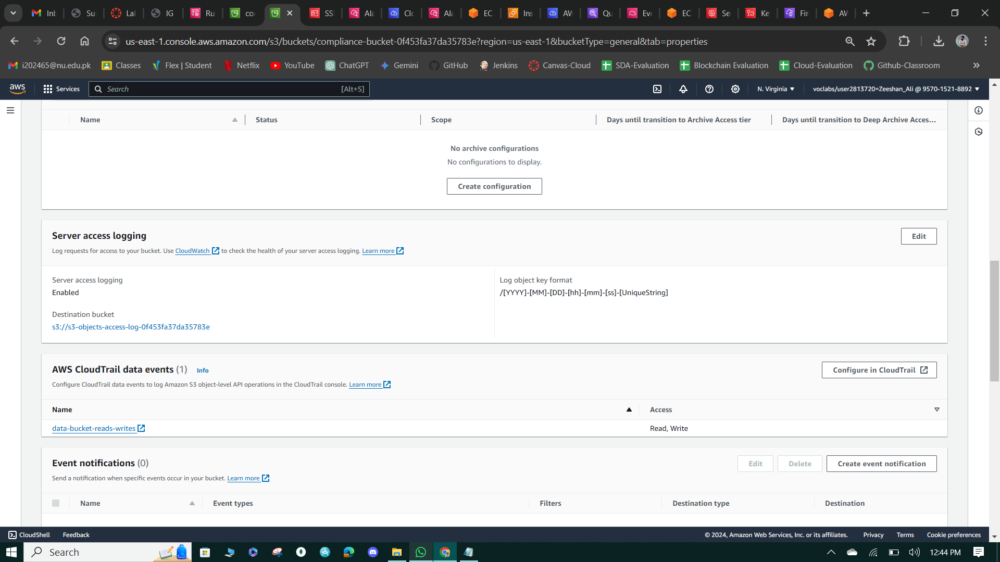 Inb
Su
Lal
IG
Ru
co
SS
Ala
Clo
Ala
EC
Ins
AV
Qu
Eve
EC
Se
Ke
Fir
AV
us-east-1.console.aws.amazon.com/s3/buckets/compliance-bucket-0f453fa37da35783e?region=us-east-1&bucketType=general&tab=properties
i202465@nu.edu.pk
Classes
Flex | Student
Netflix
YouTube
ChatGPT
Gemini
GitHub
Jenkins
Canvas-Cloud
SDA-Evaluation
Blockchain Evaluation
Cloud-Evaluation
Github-Classroom
aws
Services
Search
[Alt+S]
N. Virginia
voclabs/user2813720=Zeeshan_Ali @ 9570-1521-8892
Name
Status
Scope
Days until transition to Archive Access tier
Days until transition to Deep Archive Acces...
No archive configurations
No configurations to display.
Create configuration
Server access logging
Edit
Log requests for access to your bucket. Use CloudWatch to check the health of your server access logging. Learn more
Server access logging
Enabled
Log object key format
/[YYYY]-[MM]-[DD]-[hh]-[mm]-[ss]-[UniqueString]
Destination bucket
s3://s3-objects-access-log-0f453fa37da35783e
AWS CloudTrail data events (1)
Info
Configure in CloudTrail
Configure CloudTrail data events to log Amazon S3 object-level API operations in the CloudTrail console. Learn more
Name
Access
data-bucket-reads-writes
Read, Write
Event notifications (0)
Edit
Delete
Create event notification
Send a notification when specific events occur in your bucket. Learn more
Name
Event types
Filters
Destination type
Destination
CloudShell
Feedback
© 2024, Amazon Web Services, Inc. or its affiliates.
Privacy
Terms
Cookie preferences
Search
12:44 PM